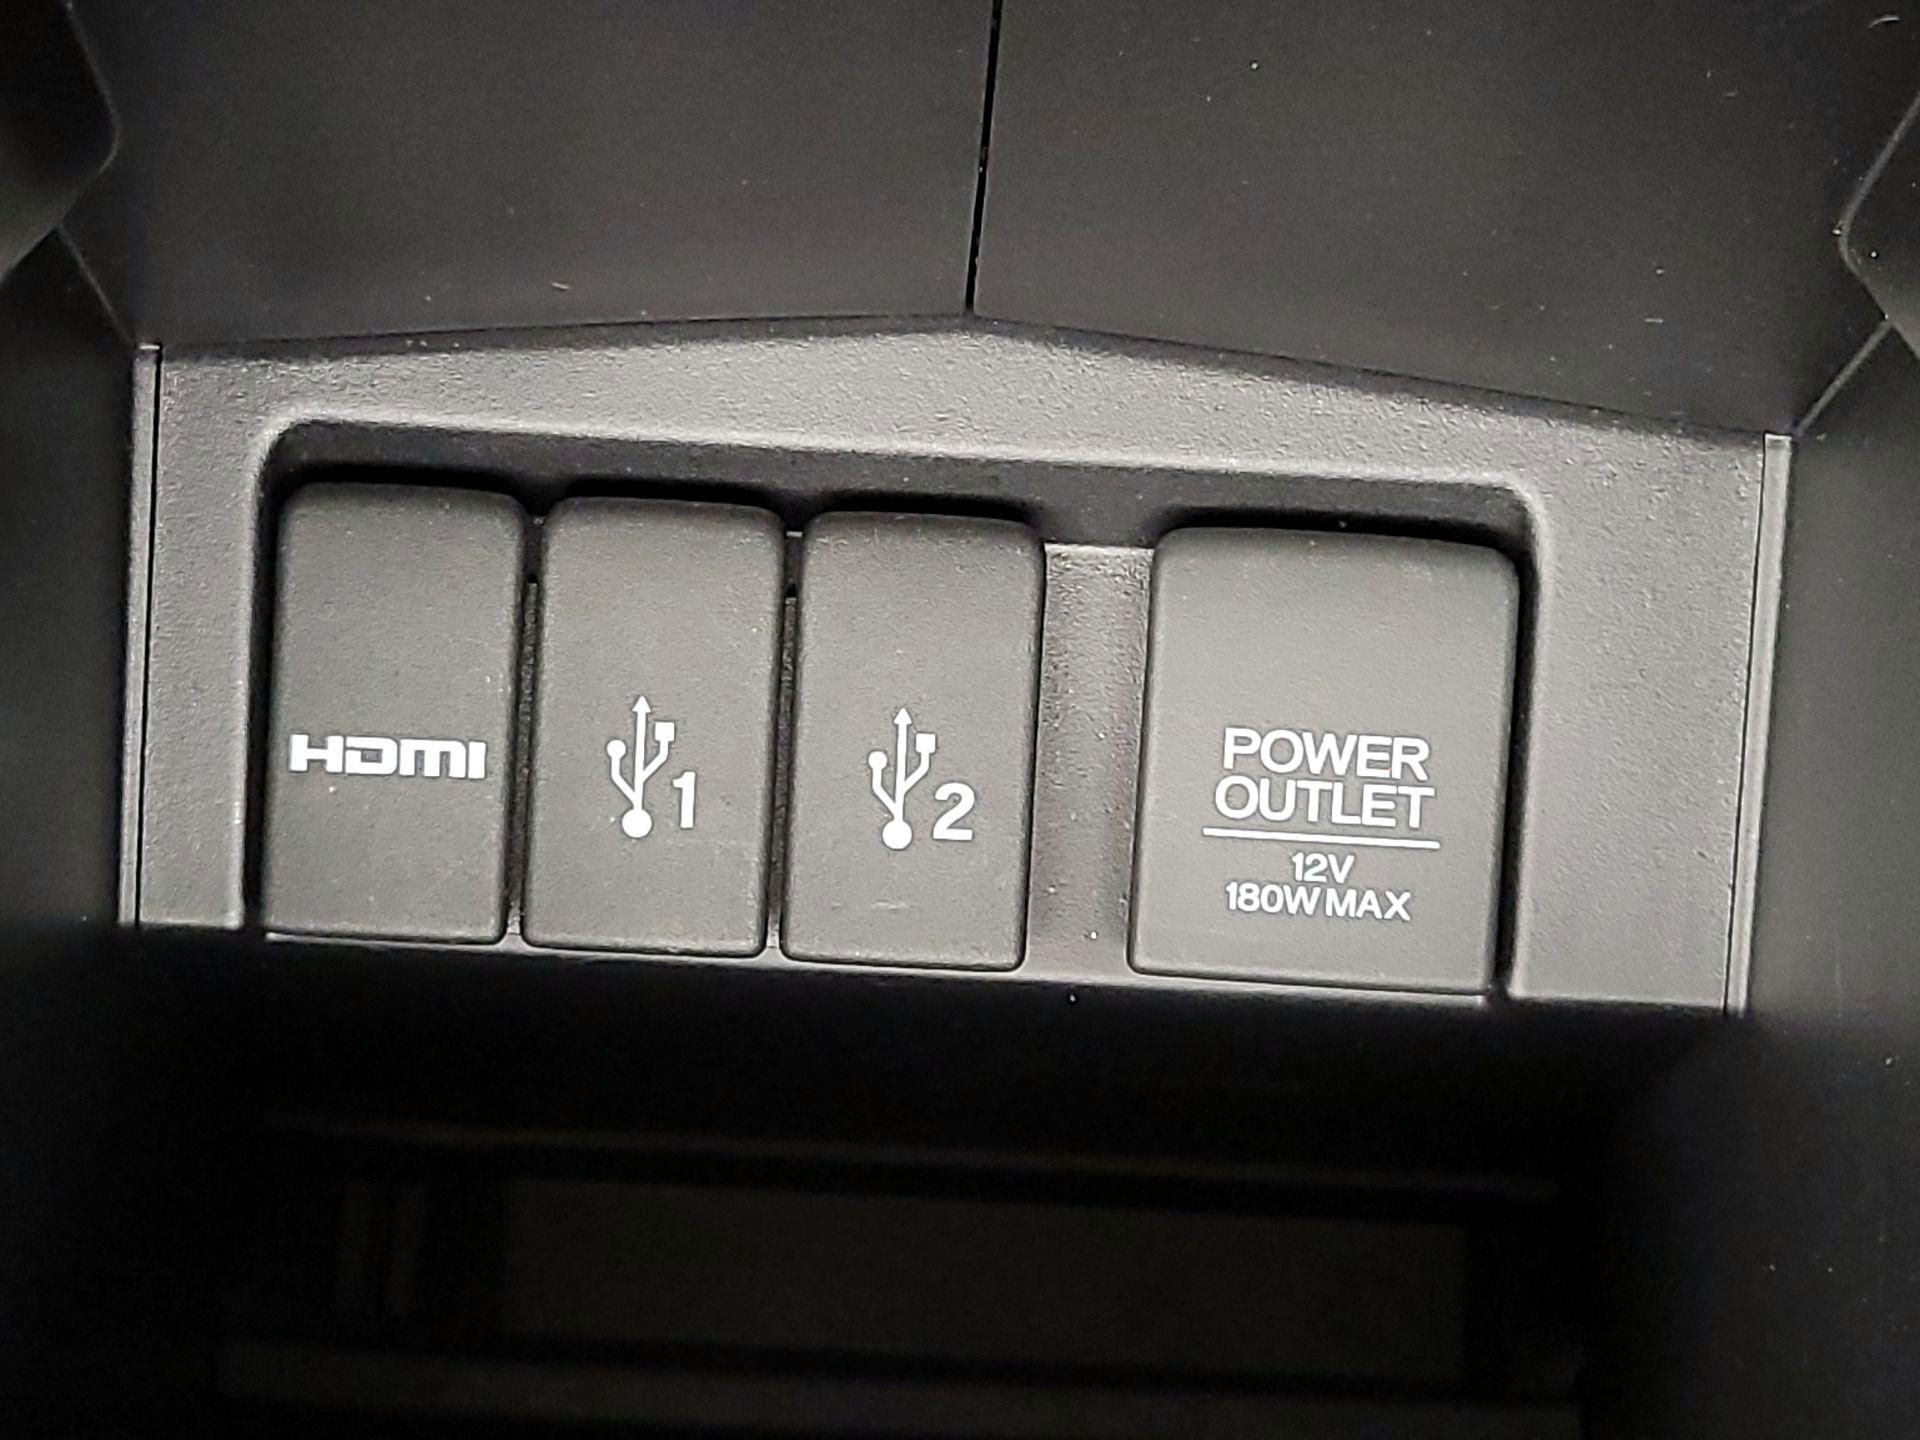 HDMI
1
2
POWER
OUTLET
12V
180W MAX